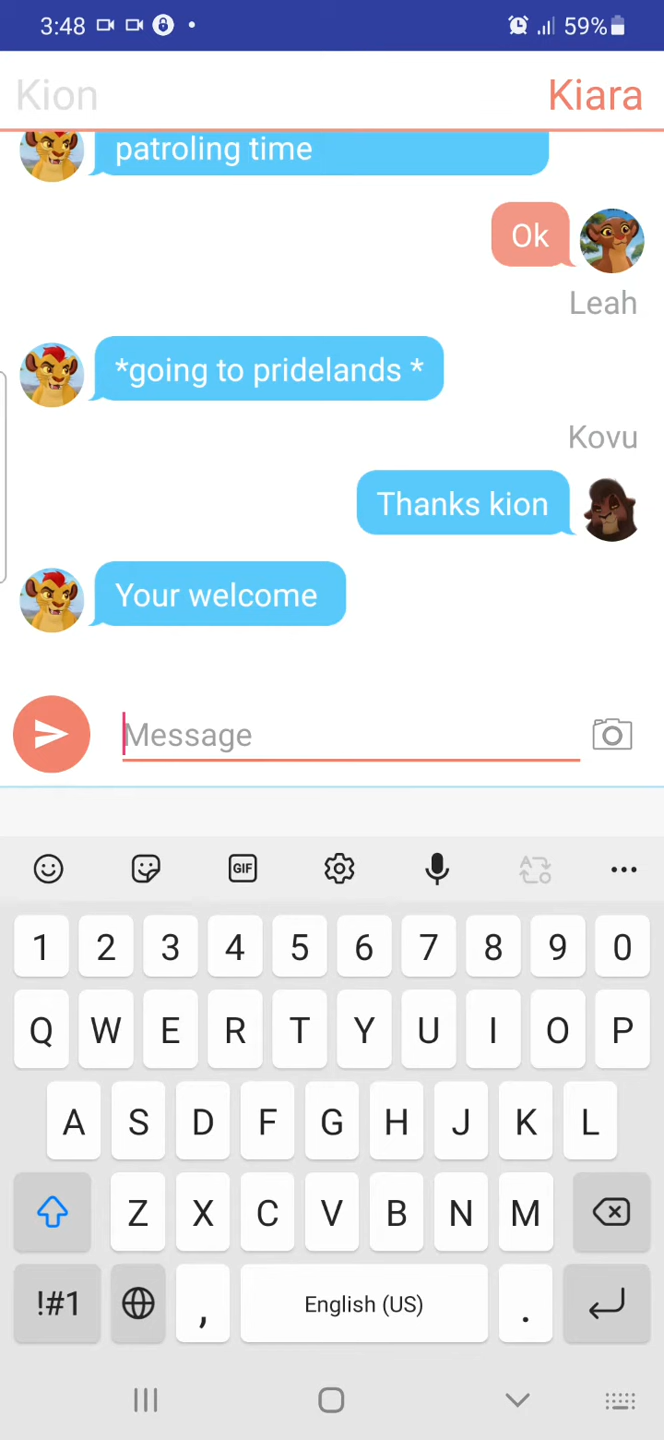 3:48 59%
Kion Kiara
patroling time
Ok
Leah
*going to pridelands *
Kovu
Thanks kion
Your welcome
Message
GIF
1 2 3 4 5 6 7 8 9 0
Q W E R T Y U I O P
A S D F G H J K L
Z X C V B N M
!#1 , English (US) .